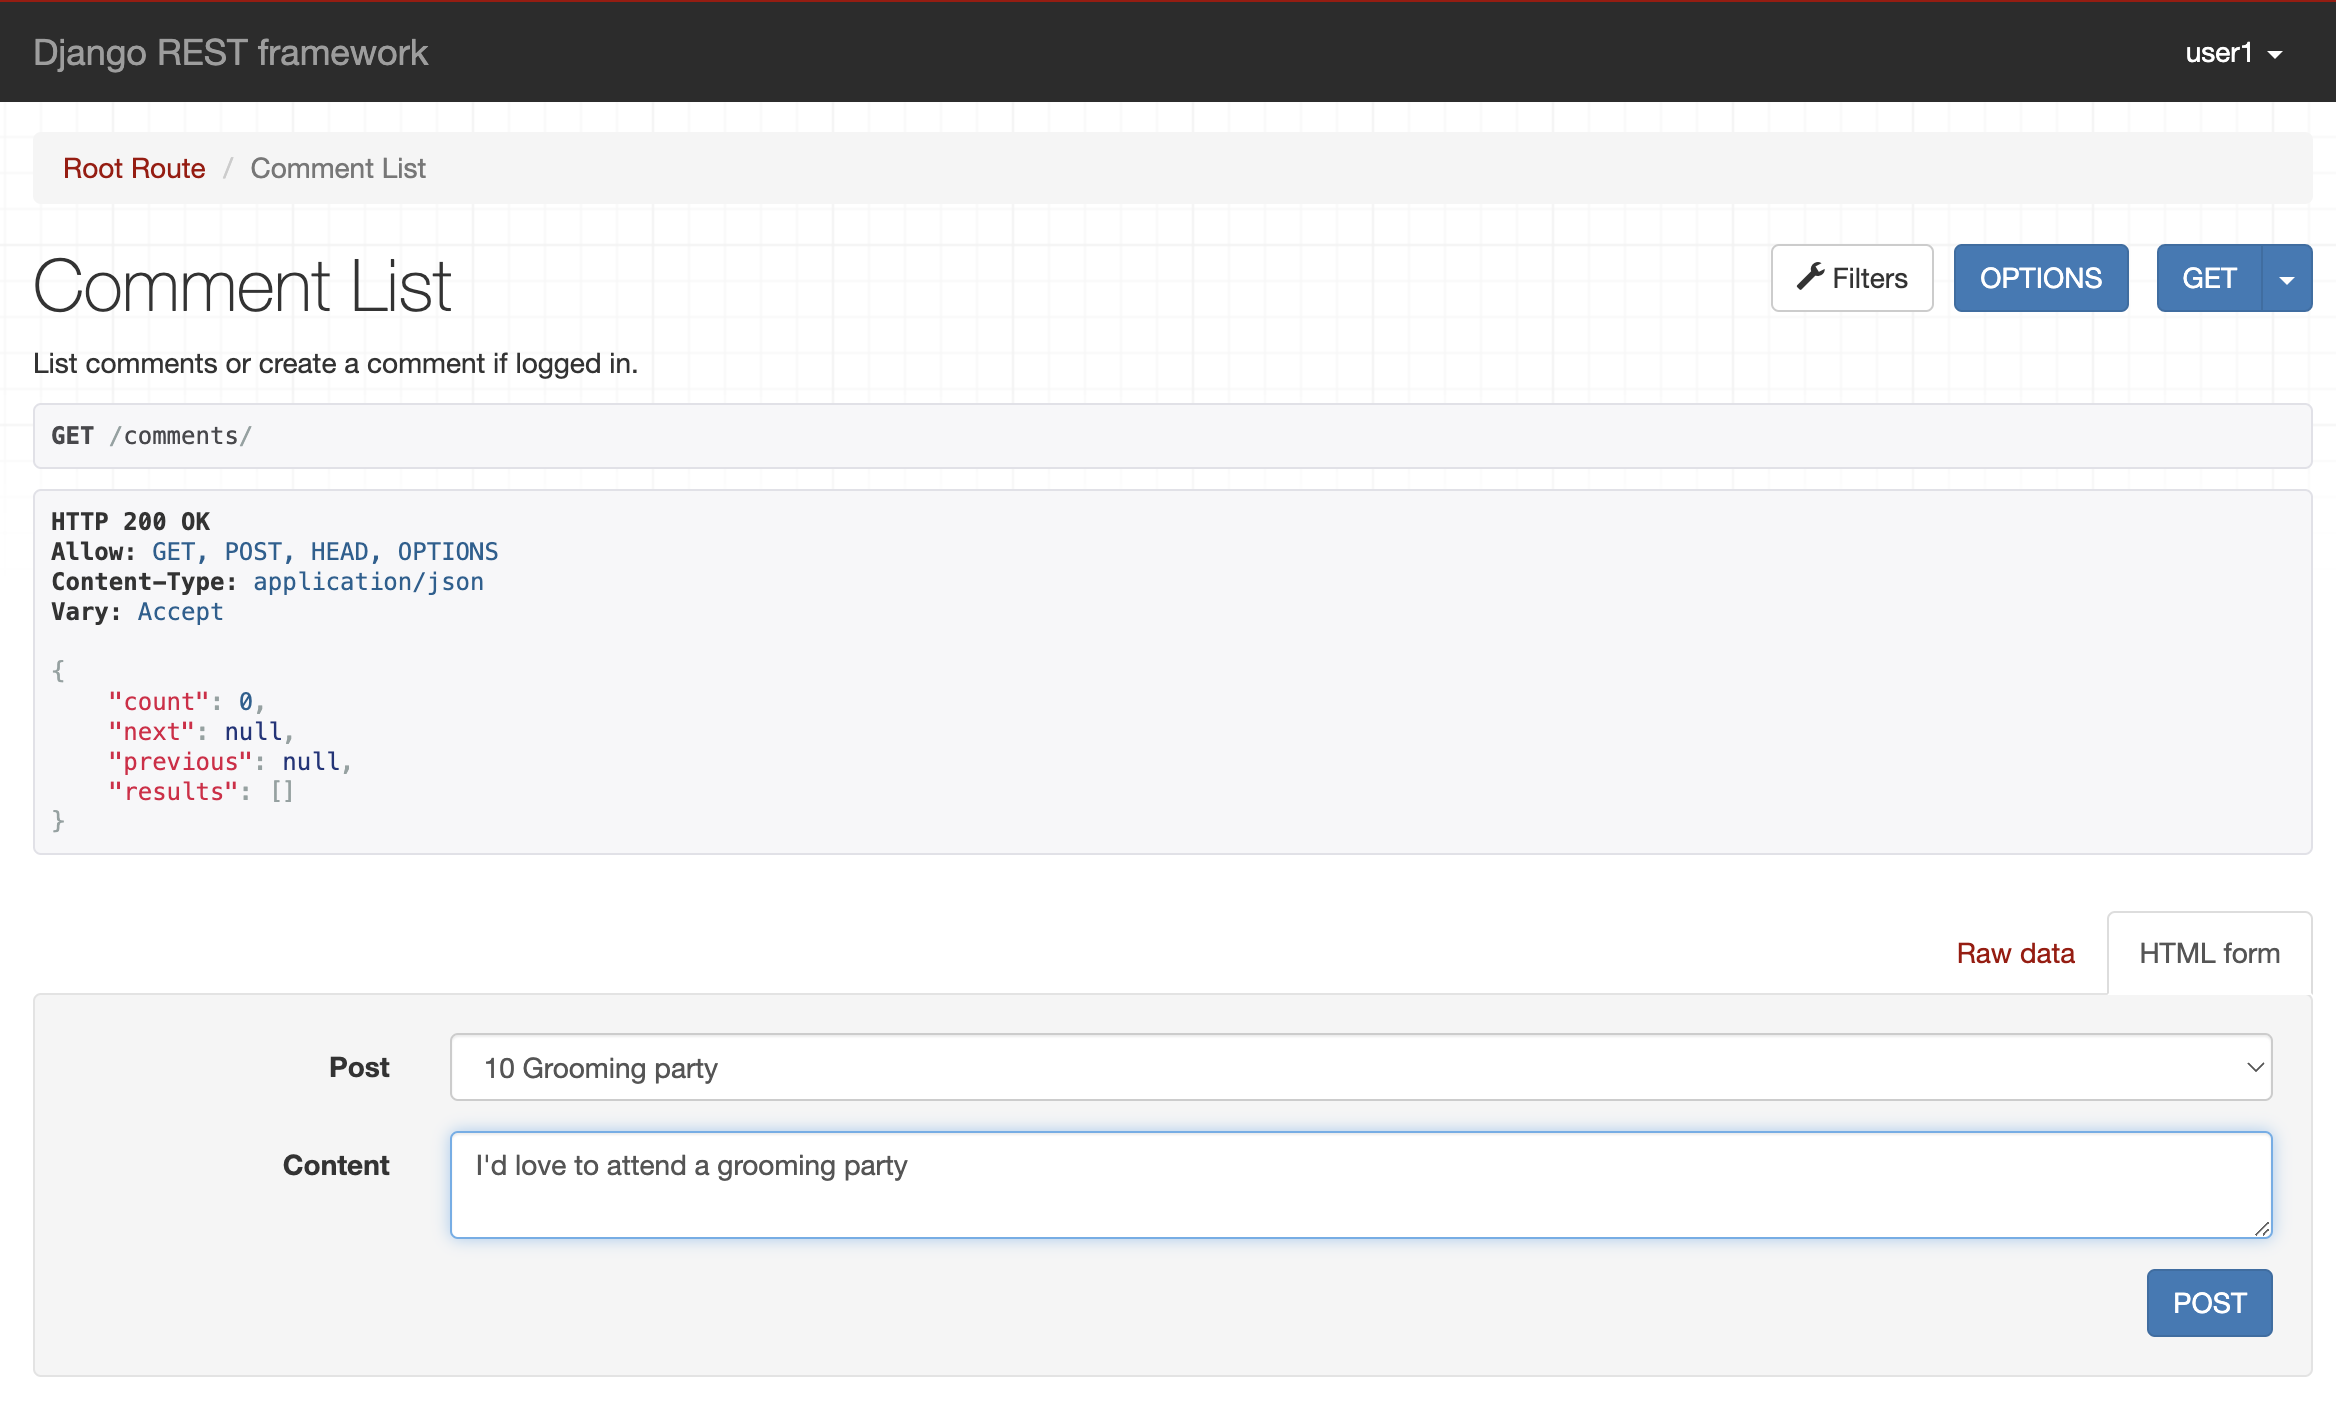 Django REST framework
user1
Root Route / Comment List
Comment List
Filters
OPTIONS
GET
List comments or create a comment if logged in.
GET /comments/
HTTP 200 OK
Allow: GET, POST, HEAD, OPTIONS
Content-Type: application/json
Vary: Accept
{
    "count": 0,
    "next": null,
    "previous": null,
    "results": []
}
Raw data
HTML form
Post
10 Grooming party
Content
I'd love to attend a grooming party
POST